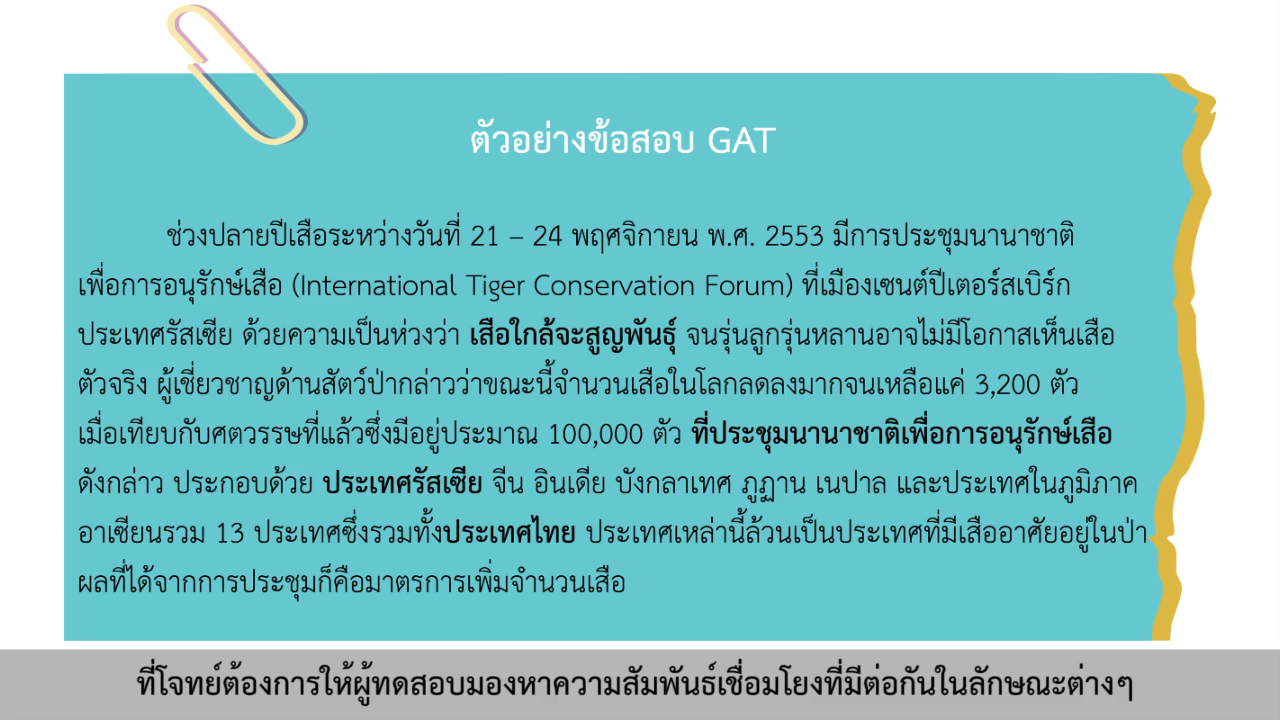 ตัวอย่างข้อสอบ GAT
ช่วงปลายปีเสือระหว่างวันที่ 21 – 24 พฤศจิกายน พ.ศ. 2553 มีการประชุมนานาชาติ
เพื่อการอนุรักษ์เสือ (International Tiger Conservation Forum) ที่เมืองเซนต์ปีเตอร์สเบิร์ก
ประเทศรัสเซีย ด้วยความเป็นห่วงว่า เสือใกล้จะสูญพันธุ์ จนรุ่นลูกรุ่นหลานอาจไม่มีโอกาสเห็นเสือ
ตัวจริง ผู้เชี่ยวชาญด้านสัตว์ป่ากล่าวว่าขณะนี้จำนวนเสือในโลกลดลงมากจนเหลือแค่ 3,200 ตัว
เมื่อเทียบกับศตวรรษที่แล้วซึ่งมีอยู่ประมาณ 100,000 ตัว ที่ประชุมนานาชาติเพื่อการอนุรักษ์เสือ
ดังกล่าว ประกอบด้วย ประเทศรัสเซีย จีน อินเดีย บังกลาเทศ ภูฏาน เนปาล และประเทศในภูมิภาค
อาเซียนรวม 13 ประเทศซึ่งรวมทั้งประเทศไทย ประเทศเหล่านี้ล้วนเป็นประเทศที่มีเสืออาศัยอยู่ในป่า
ผลที่ได้จากการประชุมก็คือมาตรการเพิ่มจำนวนเสือ
ที่โจทย์ต้องการให้ผู้ทดสอบมองหาความสัมพันธ์เชื่อมโยงที่มีต่อกันในลักษณะต่างๆ